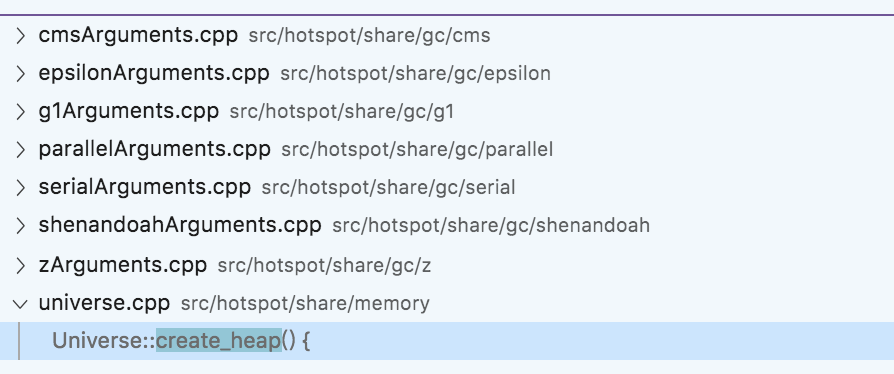 cmsArguments.cpp src/hotspot/share/gc/cms
epsilonArguments.cpp src/hotspot/share/gc/epsilon
g1Arguments.cpp src/hotspot/share/gc/g1
parallelArguments.cpp src/hotspot/share/gc/parallel
serialArguments.cpp src/hotspot/share/gc/serial
shenandoahArguments.cpp src/hotspot/share/gc/shenandoah
zArguments.cpp src/hotspot/share/gc/z
universe.cpp src/hotspot/share/memory
Universe::create_heap() {